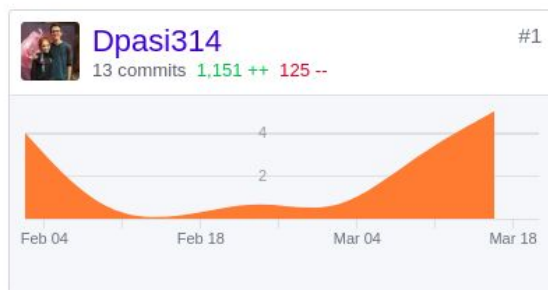 Dpasi314
#1
13 commits 1,151 ++ 125 --
4
2
Feb 04 Feb 18 Mar 04 Mar 18